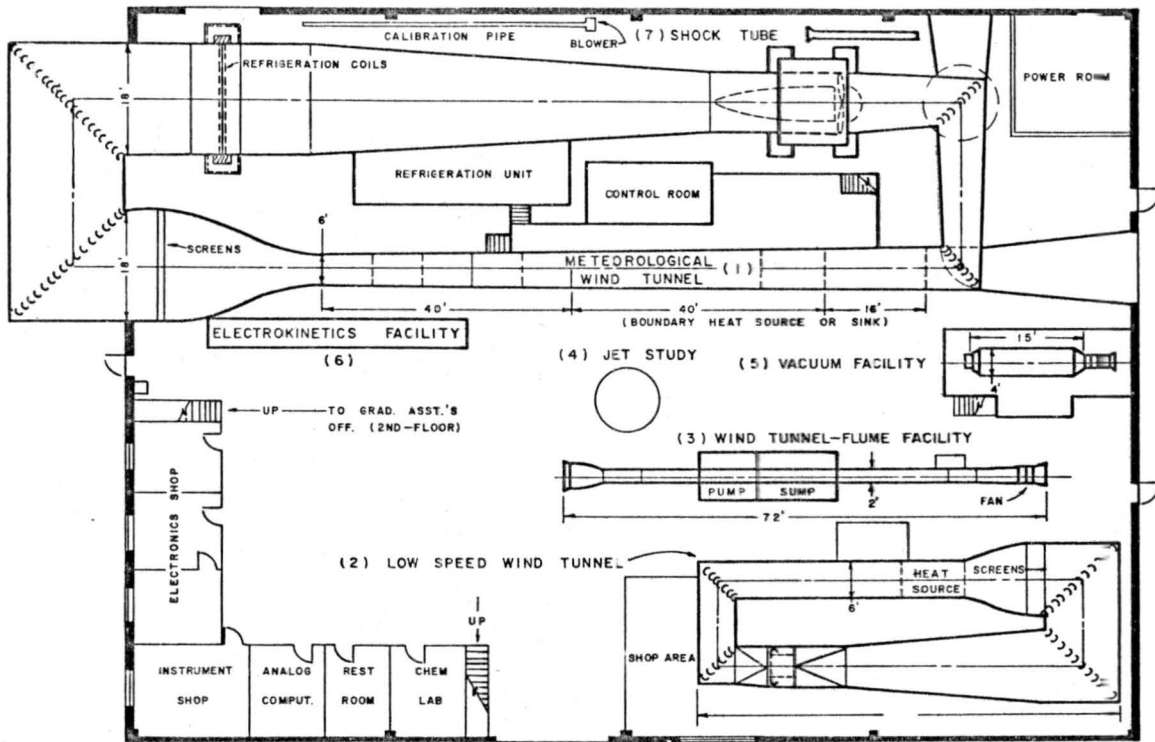 CALIBRATION PIPE
BLOWER
(7) SHOCK TUBE
REFRIGERATION COILS
18'
POWER ROOM
REFRIGERATION UNIT
CONTROL ROOM
6'
SCREENS
18'
METEOROLOGICAL (1)
WIND TUNNEL
40'
40'
16'
(BOUNDARY HEAT SOURCE OR SINK)
ELECTROKINETICS FACILITY
(6)
(4) JET STUDY
(5) VACUUM FACILITY
15'
4'
UP TO GRAD. ASST.'S
OFF. (2ND-FLOOR)
(3) WIND TUNNEL-FLUME FACILITY
PUMP
SUMP
2'
FAN
72'
ELECTRONICS SHOP
(2) LOW SPEED WIND TUNNEL
HEAT
SOURCE
SCREENS
6'
UP
SHOP AREA
INSTRUMENT
SHOP
ANALOG
COMPUT.
REST
ROOM
CHEM
LAB